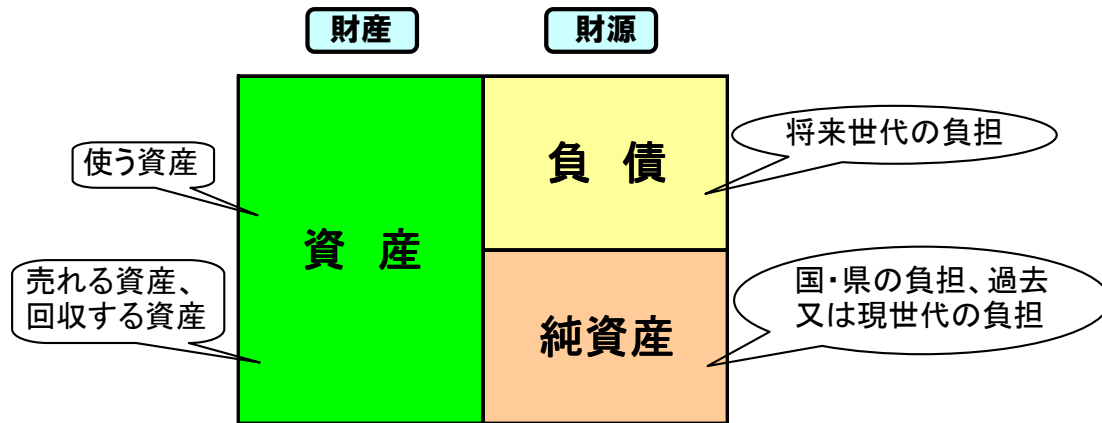 財産
財源
使う資産
資 産
売れる資産、
回収する資産
負 債
将来世代の負担
純資産
国・県の負担、過去
又は現世代の負担